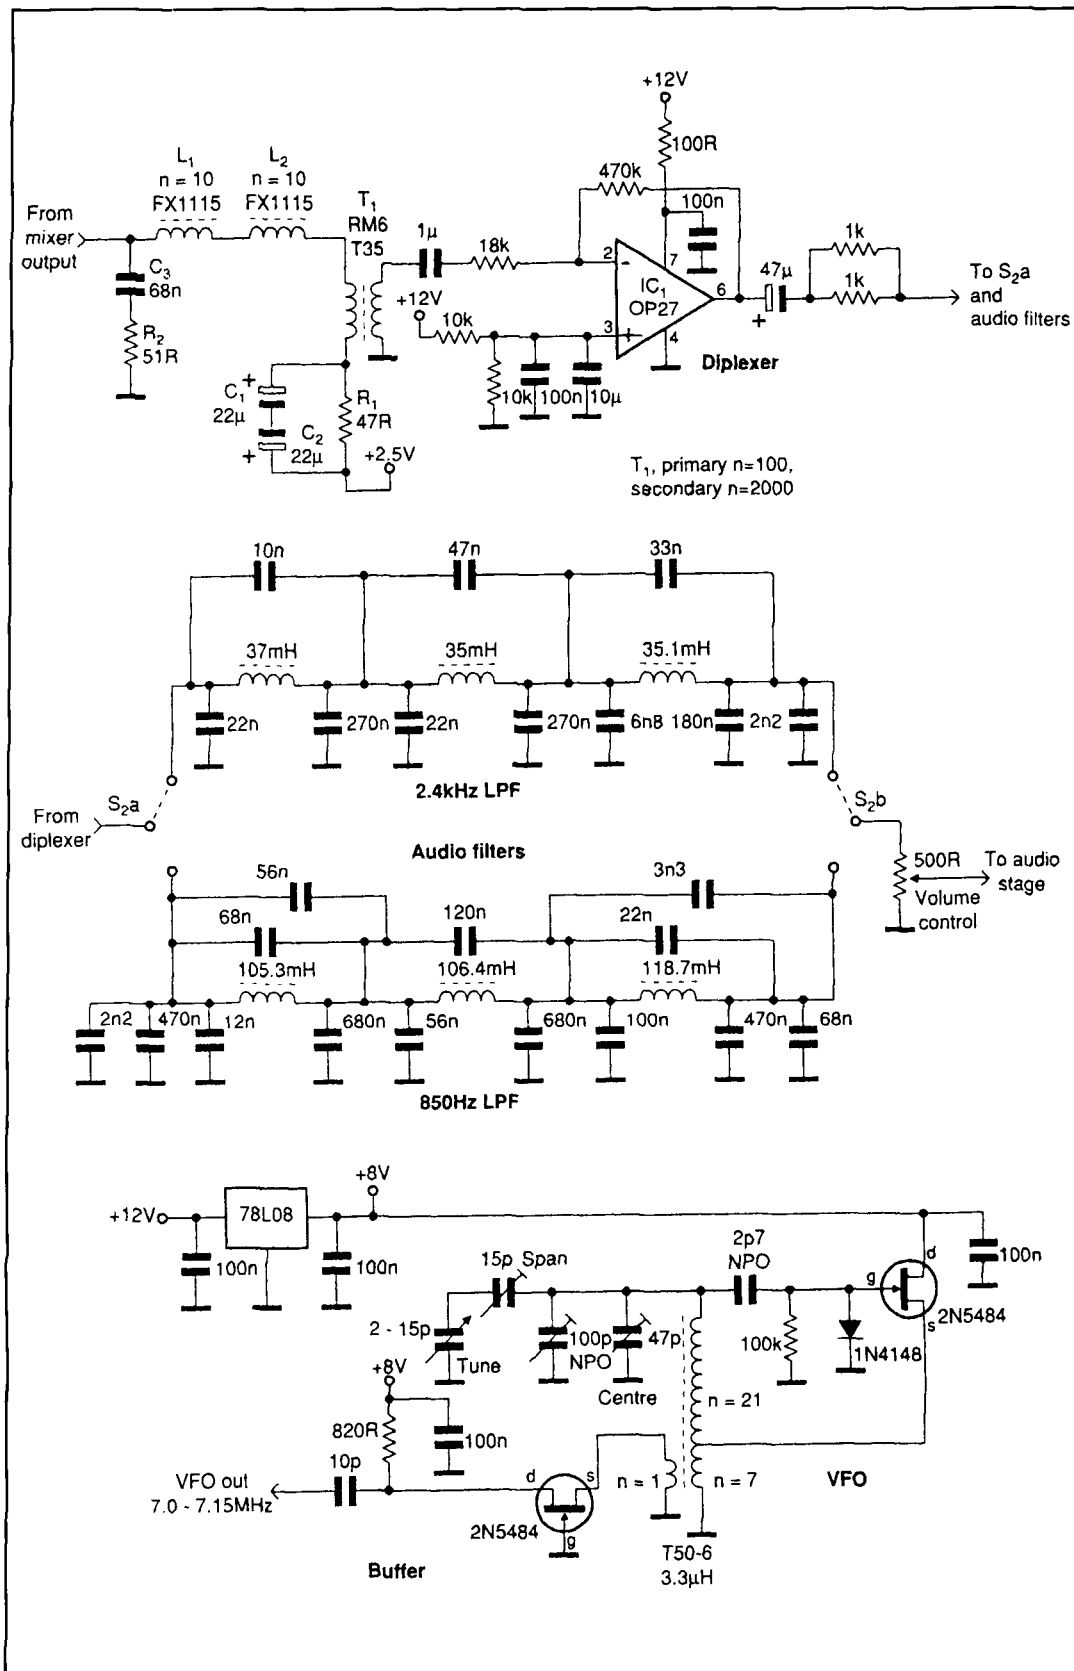 +12V
100R
L1
n = 10
FX1115
L2
n = 10
FX1115
T1
RM6
T35
470k
100n
From
mixer
output
C3
68n
R2
51R
1µ
18k
2
-
7
IC1
OP27
6
3
+
4
47µ
+
1k
1k
To S2a
and
audio filters
+12V
10k
10k
100n
10µ
Diplexer
C1
+
22µ
C2
+
22µ
R1
47R
+2.5V
T1, primary n=100,
secondary n=2000
10n
47n
33n
37mH
35mH
35.1mH
22n
270n
22n
270n
6n8
180n
2n2
2.4kHz LPF
From
diplexer
S2a
S2b
Audio filters
500R
Volume
control
To audio
stage
56n
3n3
68n
120n
22n
105.3mH
106.4mH
118.7mH
2n2
470n
12n
680n
56n
680n
100n
470n
68n
850Hz LPF
+8V
+12V
78L08
100n
100n
15p Span
2p7
NPO
d
g
s
2N5484
100n
2 - 15p
Tune
100p
NPO
47p
Centre
100k
1N4148
+8V
820R
100n
n = 21
10p
VFO out
7.0 - 7.15MHz
d
s
g
2N5484
n = 1
n = 7
VFO
Buffer
T50-6
3.3µH